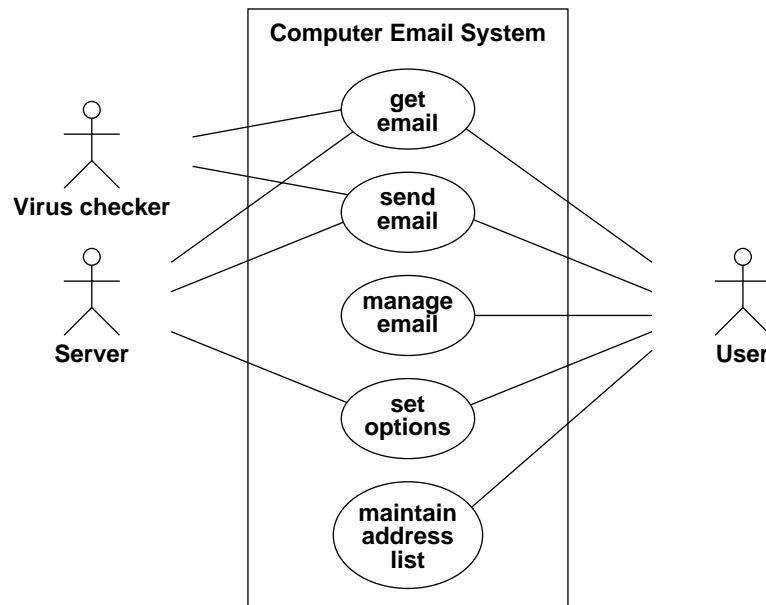 Computer Email System
get
email
Virus checker
send
email
Server
manage
email
User
set
options
maintain
address
list